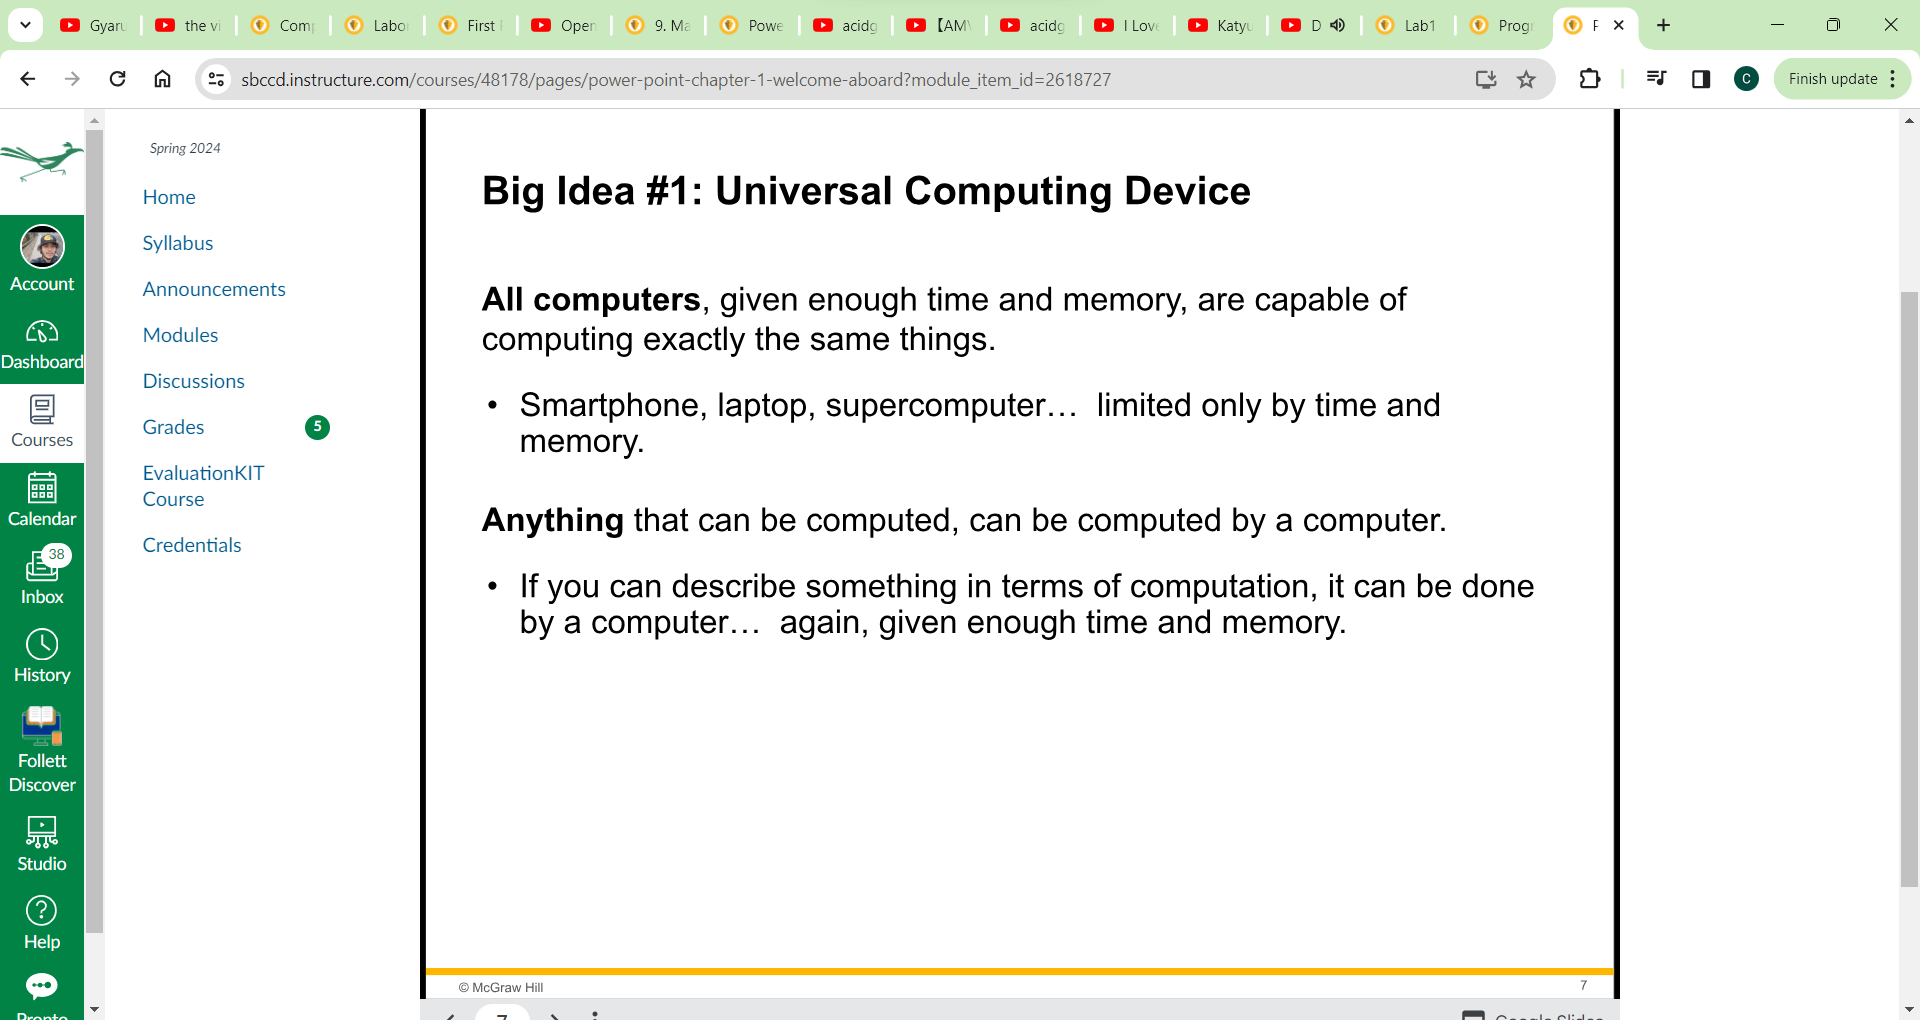 Gyaru
the vi
Comp
Labo
First
Open
9. Ma
Powe
acidg
【AM
acidg
I Love
Katyu
D
Lab1
Progr
P
sbccd.instructure.com/courses/48178/pages/power-point-chapter-1-welcome-aboard?module_item_id=2618727
C
Finish update
Account
Dashboard
Courses
Calendar
38
Inbox
History
Follett
Discover
Studio
Help
Pronto
Spring 2024
Home
Syllabus
Announcements
Modules
Discussions
Grades 5
EvaluationKIT
Course
Credentials
Big Idea #1: Universal Computing Device
All computers, given enough time and memory, are capable of
computing exactly the same things.
• Smartphone, laptop, supercomputer… limited only by time and
memory.
Anything that can be computed, can be computed by a computer.
• If you can describe something in terms of computation, it can be done
by a computer… again, given enough time and memory.
© McGraw Hill
7
7
Google Slides